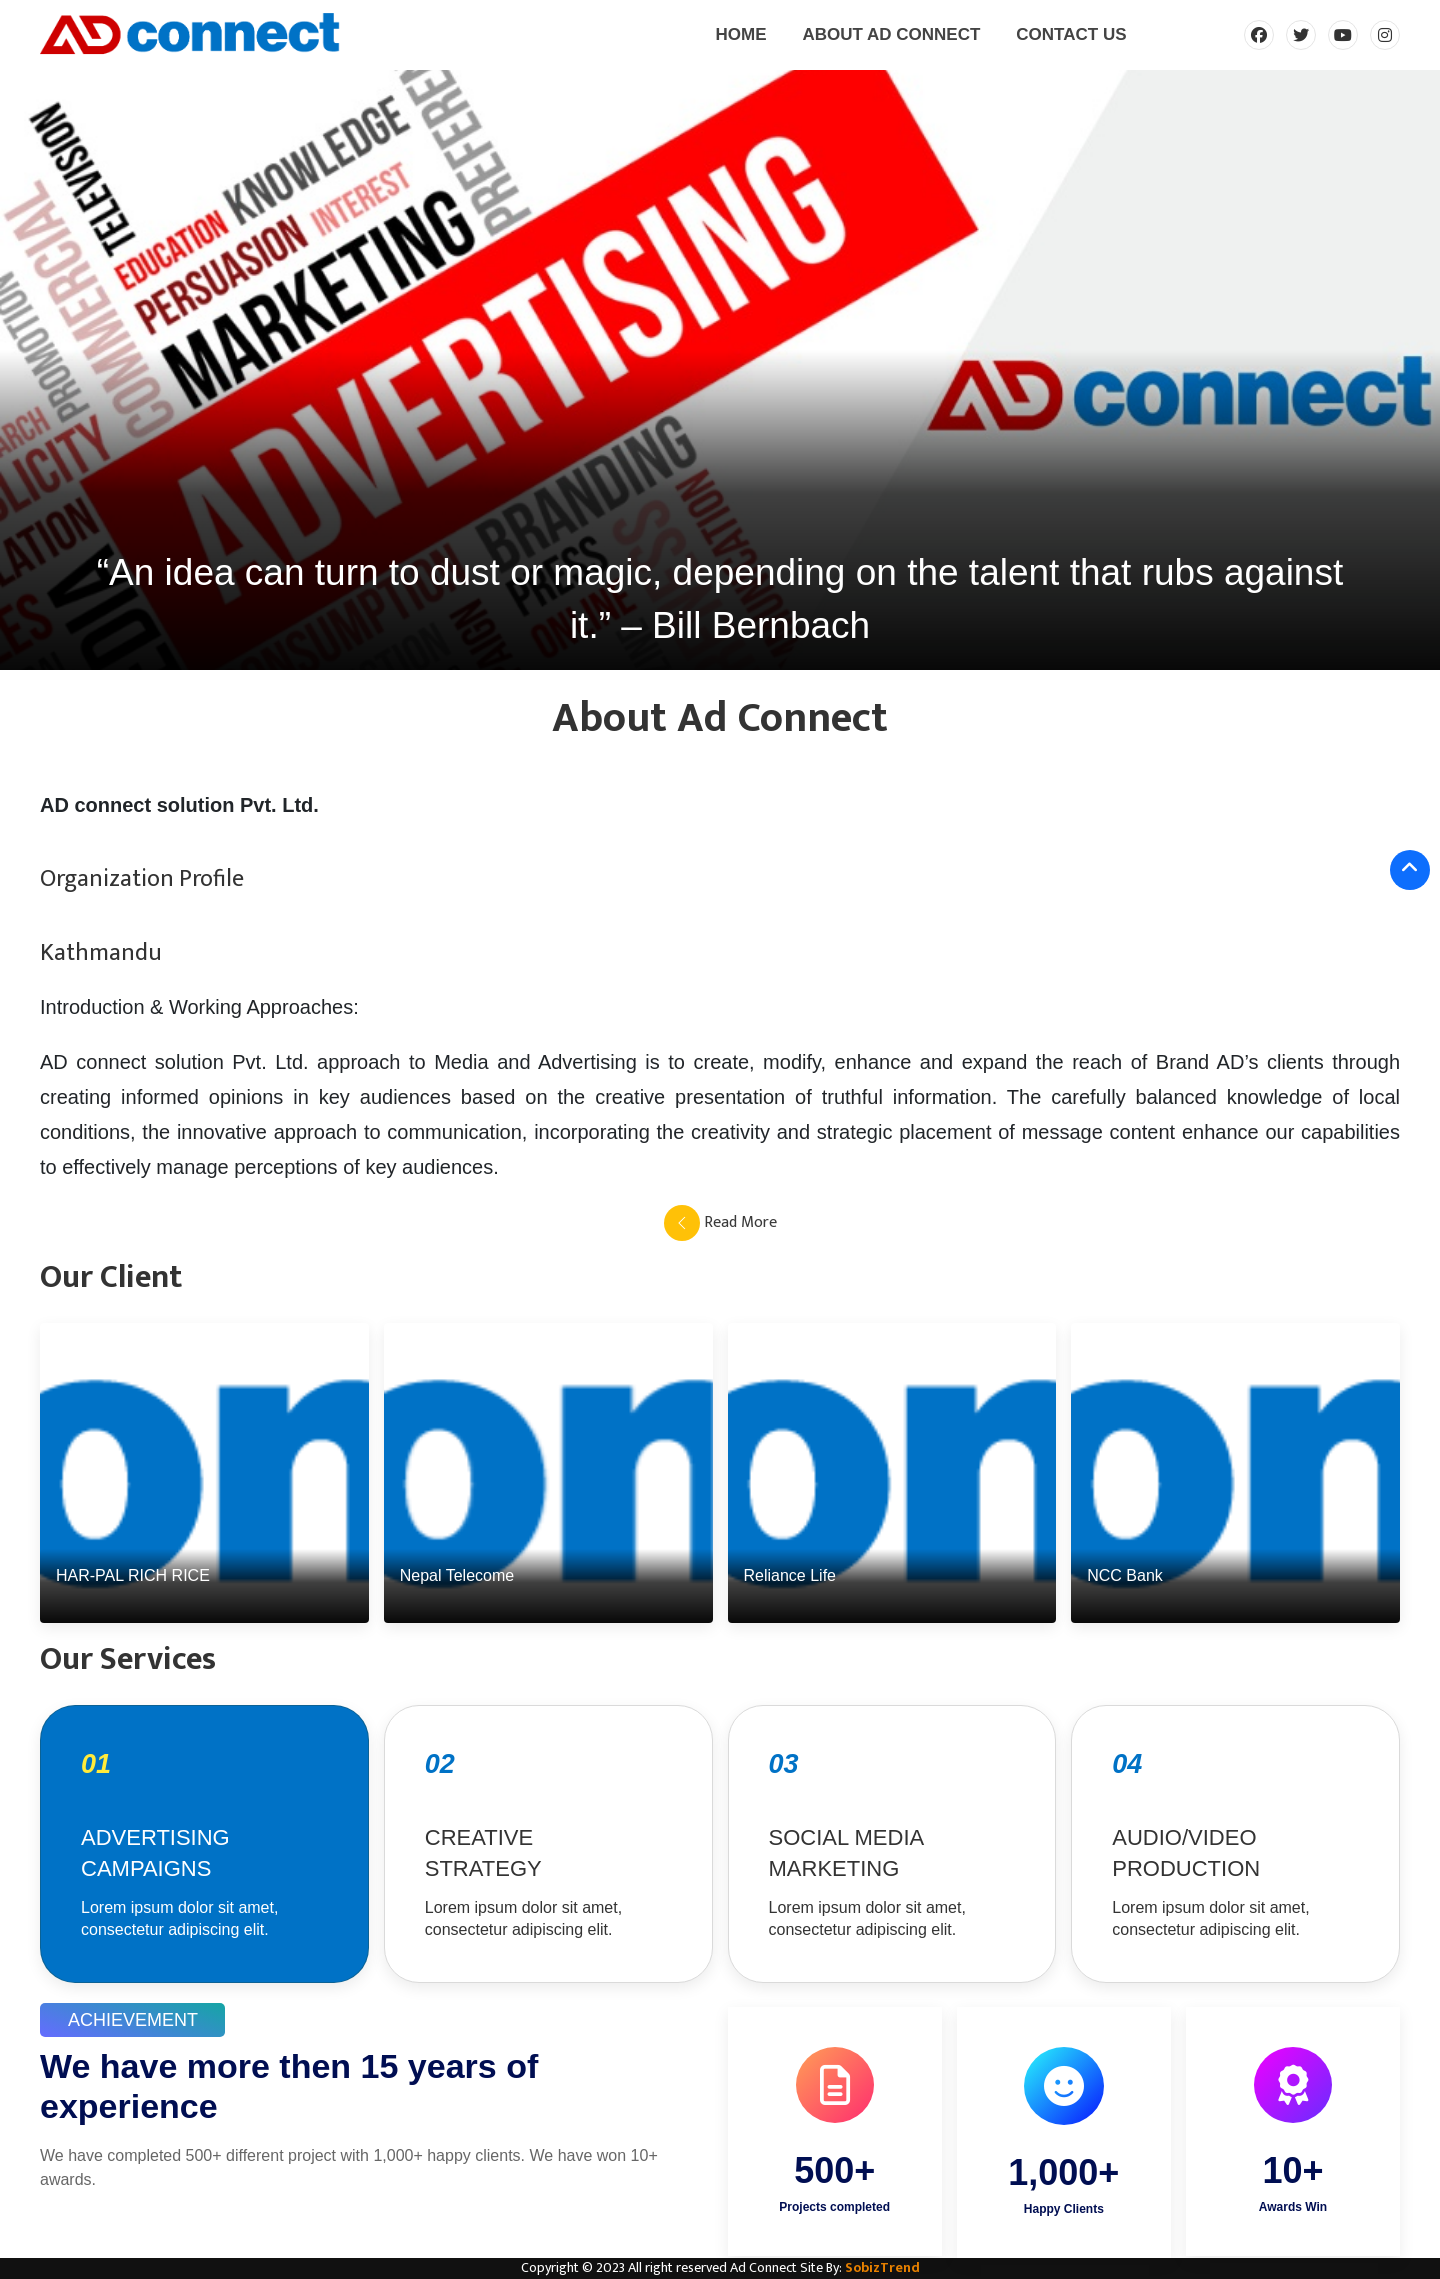 AD connect
HOME
ABOUT AD CONNECT
CONTACT US
TELEVISION
KNOWLEDGE
EDUCATION
INTEREST
PERSUASION
COMMERCIAL
PROMOTION
MARKETING
ADVERTISING
BRANDING
PRESS
CONSUMPTION
AD connect
“An idea can turn to dust or magic, depending on the talent that rubs against
it.” – Bill Bernbach
About Ad Connect
AD connect solution Pvt. Ltd.
Organization Profile
Kathmandu
Introduction & Working Approaches:
AD connect solution Pvt. Ltd. approach to Media and Advertising is to create, modify, enhance and expand the reach of Brand AD’s clients through
creating informed opinions in key audiences based on the creative presentation of truthful information. The carefully balanced knowledge of local
conditions, the innovative approach to communication, incorporating the creativity and strategic placement of message content enhance our capabilities
to effectively manage perceptions of key audiences.
Read More
Our Client
HAR-PAL RICH RICE
Nepal Telecome
Reliance Life
NCC Bank
Our Services
01
ADVERTISING
CAMPAIGNS
Lorem ipsum dolor sit amet,
consectetur adipiscing elit.
02
CREATIVE
STRATEGY
Lorem ipsum dolor sit amet,
consectetur adipiscing elit.
03
SOCIAL MEDIA
MARKETING
Lorem ipsum dolor sit amet,
consectetur adipiscing elit.
04
AUDIO/VIDEO
PRODUCTION
Lorem ipsum dolor sit amet,
consectetur adipiscing elit.
ACHIEVEMENT
We have more then 15 years of
experience
We have completed 500+ different project with 1,000+ happy clients. We have won 10+
awards.
500+
Projects completed
1,000+
Happy Clients
10+
Awards Win
Copyright © 2023 All right reserved Ad Connect Site By: SobizTrend